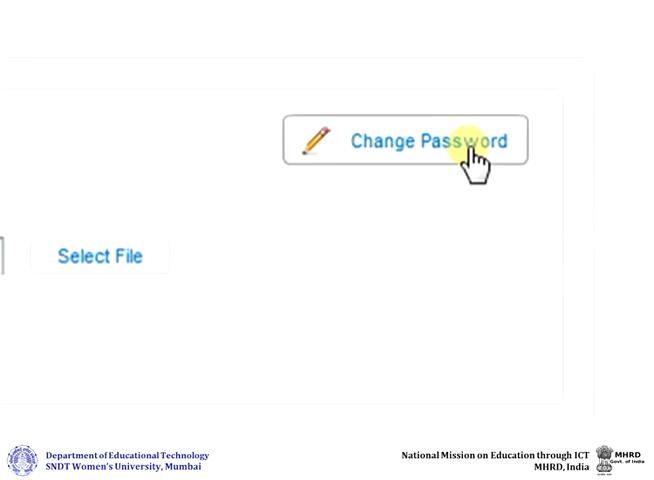 Change Password
Select File
Department of Educational Technology
SNDT Women's University, Mumbai
National Mission on Education through ICT
MHRD, India
MHRD
Govt. of India